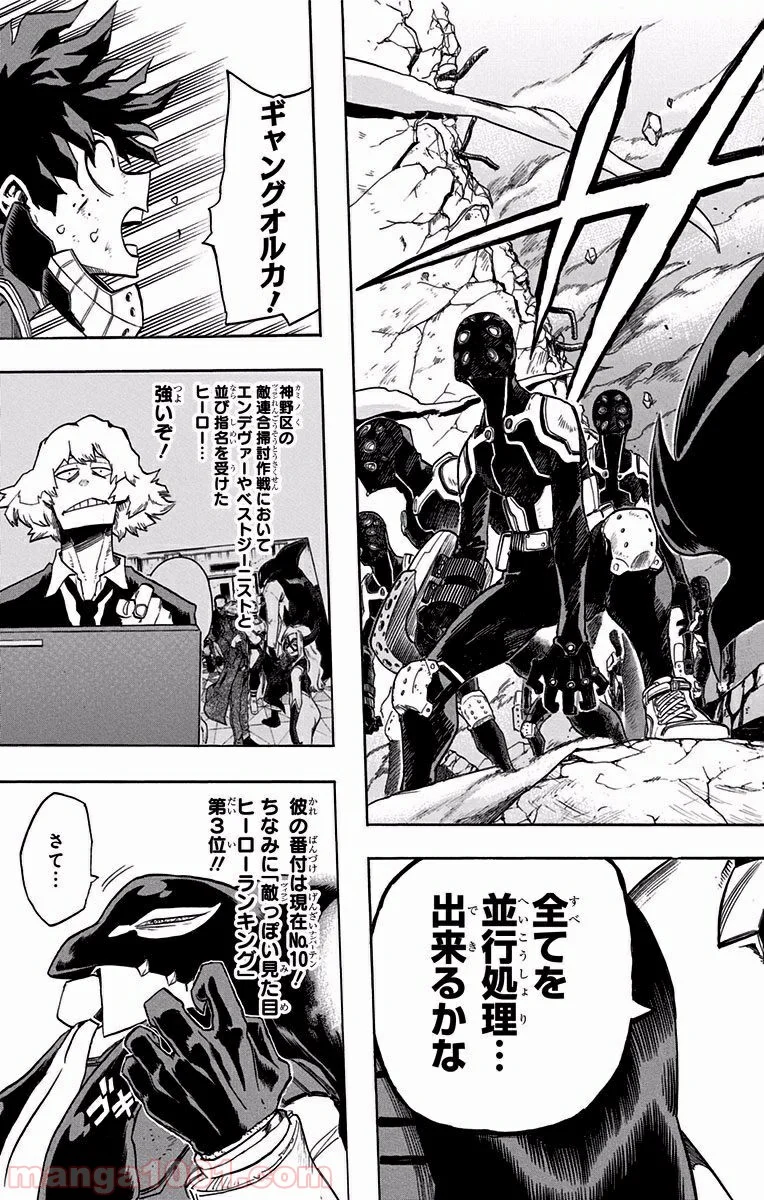 ザ
全てを
並行処理…
出来るかな
ギャングオルカ！
神野区の
敵連合掃討作戦において
エンデヴァーやベストジーニストと
並び指名を受けた
ヒーロー…
強いぞ！
彼の番付は現在No.10！
ちなみに「敵っぽい見た目
ヒーローランキング」
第3位!!
さて…
ゴキ
manga1001.com